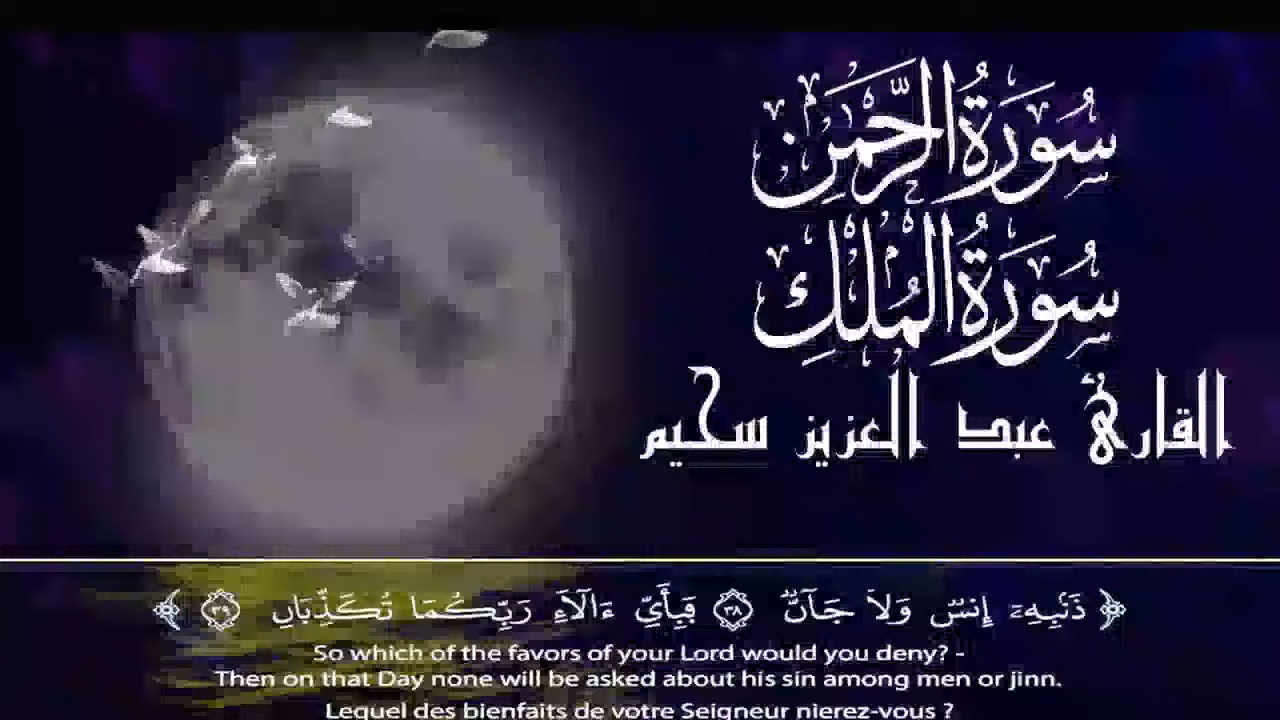 سُورَةُ الرَّحْمَن
سُورَةُ الْمُلْكِ
القارئ عبد العزيز سحيم
ذَنۢبِهِۦٓ إِنسٌ وَلَا جَآنٌّ ﴿٣٨﴾ فَبِأَيِّ ءَالَآءِ رَبِّكُمَا تُكَذِّبَانِ ﴿٣٩﴾
So which of the favors of your Lord would you deny? -
Then on that Day none will be asked about his sin among men or jinn.
Lequel des bienfaits de votre Seigneur nierez-vous ?